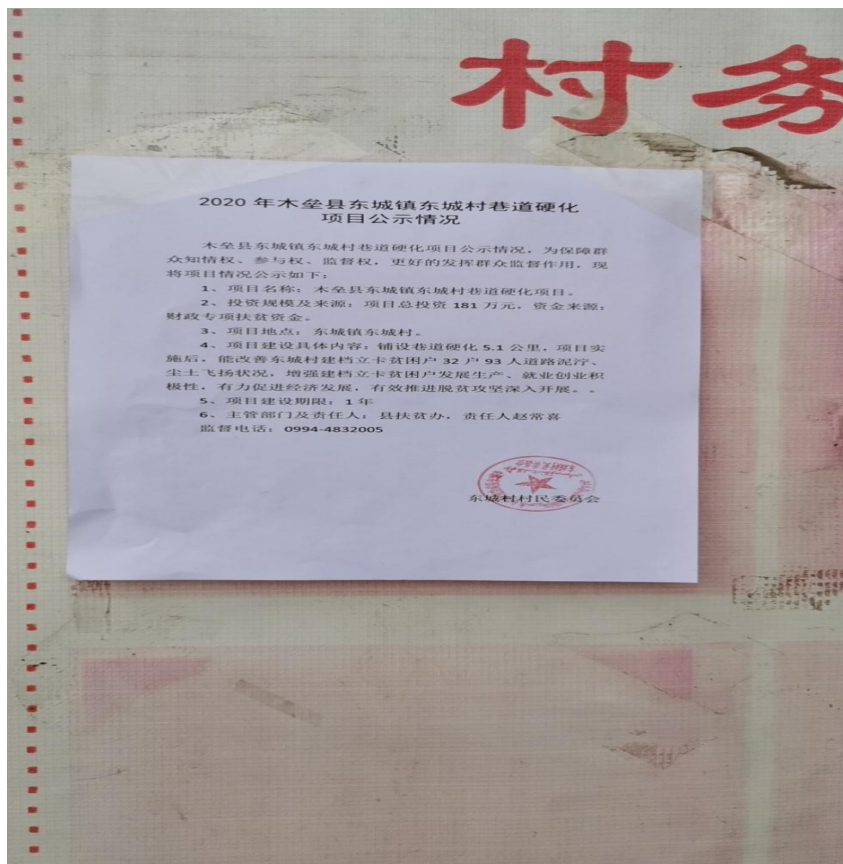 村务
2020 年木垒县东城镇东城村巷道硬化
项目公示情况
木垒县东城镇东城村巷道硬化项目公示情况，为保障群
众知情权、参与权、监督权，更好的发挥群众监督作用，现
将项目情况公示如下：
1、项目名称：木垒县东城镇东城村巷道硬化项目。
2、投资规模及来源：项目总投资 181 万元，资金来源：
财政专项扶贫资金。
3、项目地点：东城镇东城村。
4、项目建设具体内容：铺设巷道硬化 5.1 公里，项目实
施后，能改善东城村建档立卡贫困户 32 户 93 人道路泥泞、
尘土飞扬状况，增强建档立卡贫困户发展生产、就业创业积
极性，有力促进经济发展，有效推进脱贫攻坚深入开展。。
5、项目建设期限：1 年
6、主管部门及责任人：县扶贫办，责任人赵常喜
监督电话：0994-4832005
东城村村民委员会